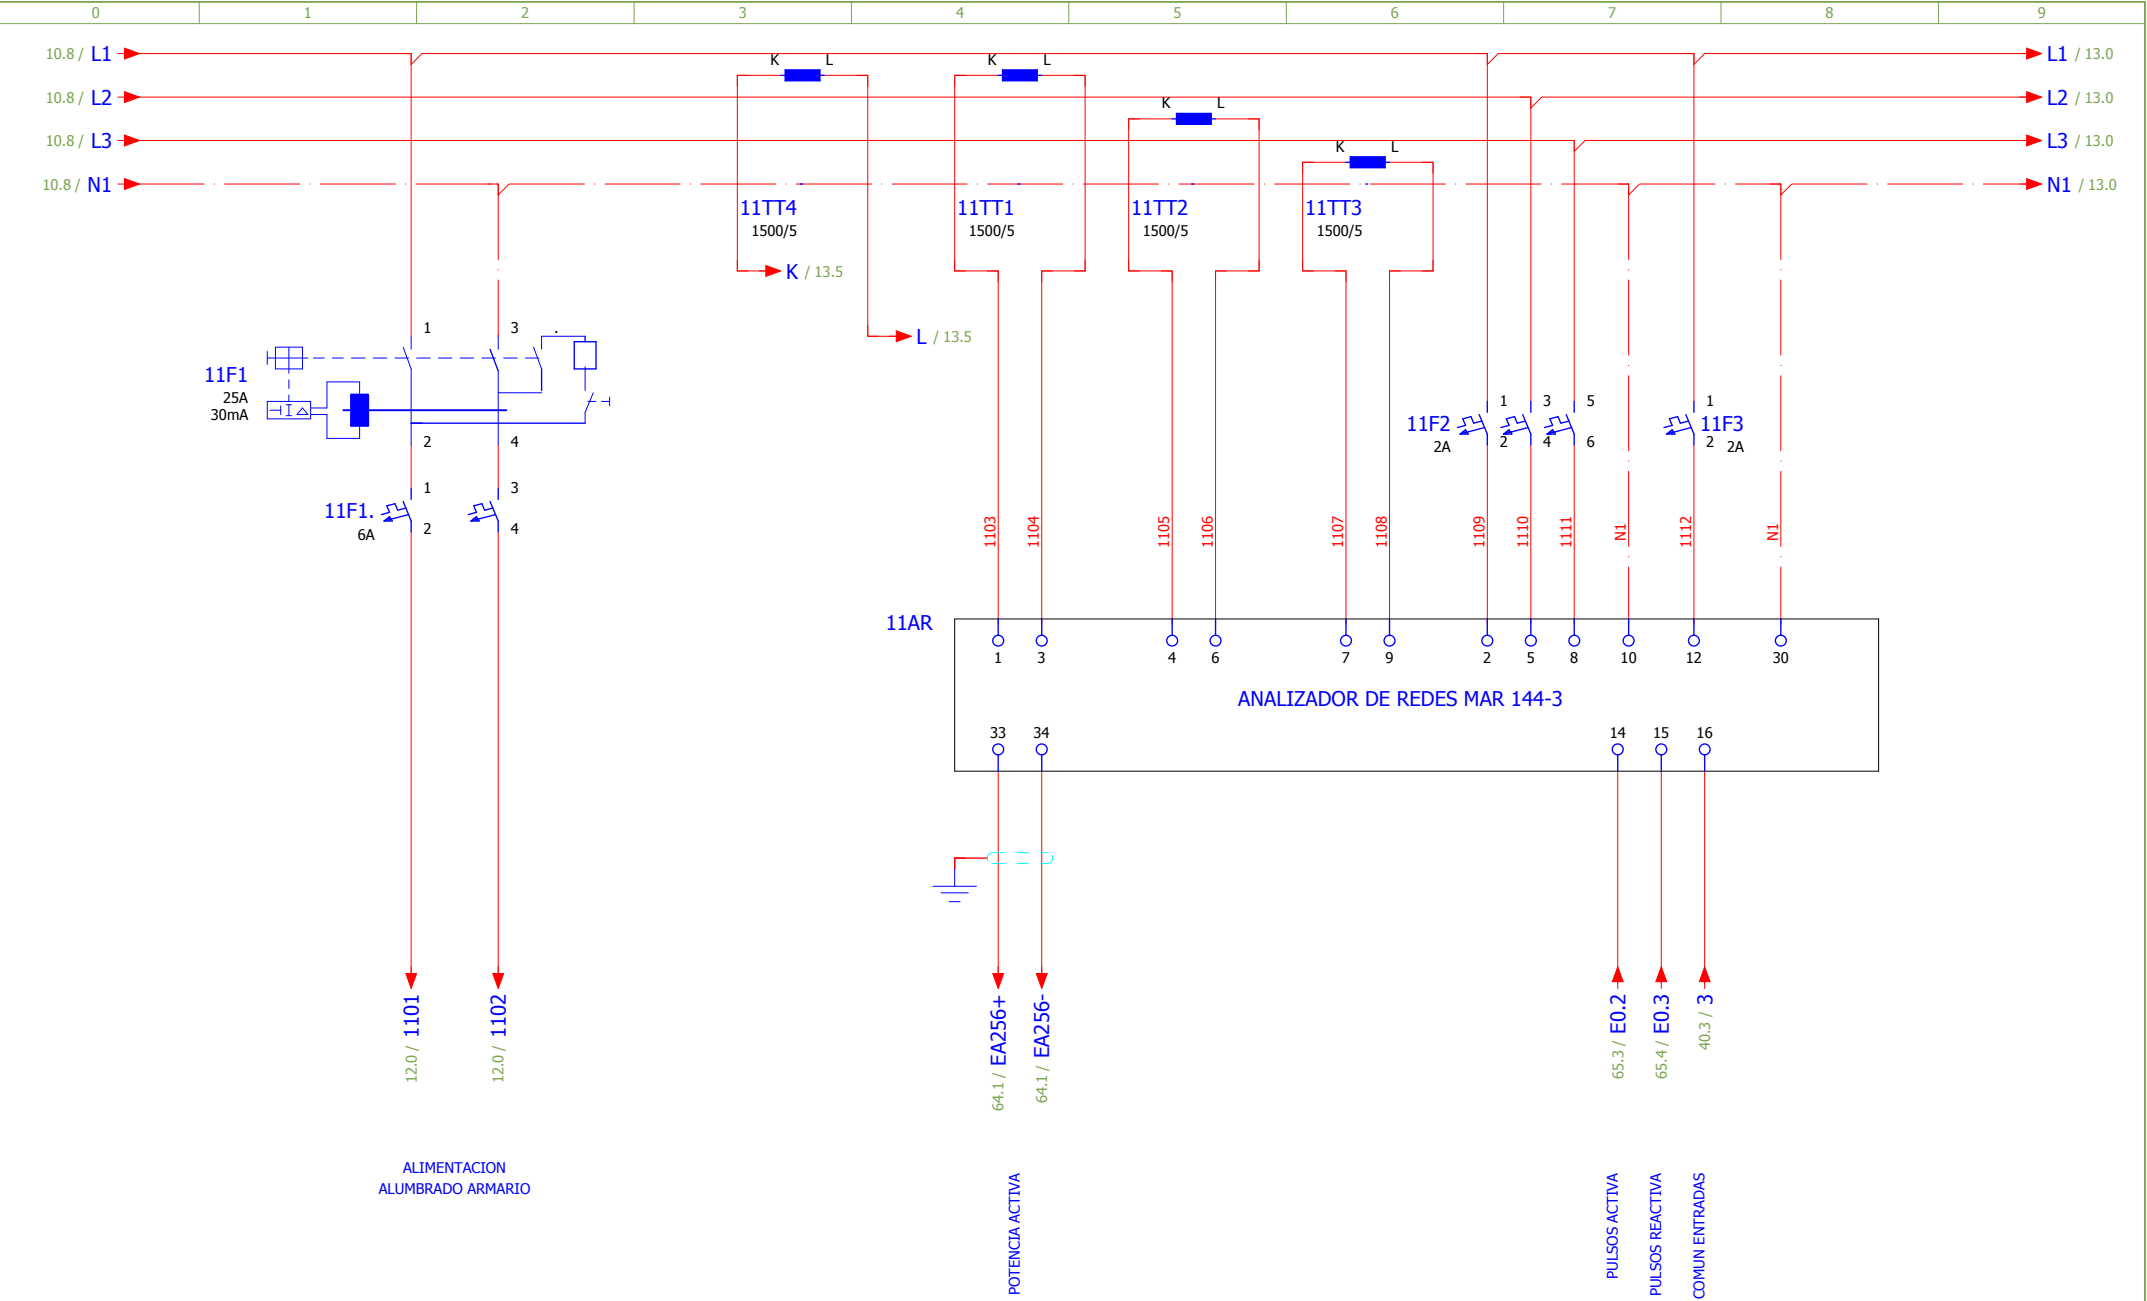 0 1 2 3 4 5 6 7 8 9
10.8 / L1
L1 / 13.0
10.8 / L2
L2 / 13.0
10.8 / L3
L3 / 13.0
10.8 / N1
N1 / 13.0
K L
K L
K L
K L
11TT4
1500/5
11TT1
1500/5
11TT2
1500/5
11TT3
1500/5
K / 13.5
L / 13.5
1 3 .
11F1
25A
30mA
2 4
1 3
11F1.
6A
2 4
1 3 5
11F2
2A
2 4 6
1
11F3
2 2A
1103
1104
1105
1106
1107
1108
1109
1110
1111
N1
1112
N1
11AR
1 3 4 6 7 9 2 5 8 10 12 30
ANALIZADOR DE REDES MAR 144-3
33 34 14 15 16
12.0 / 1101
12.0 / 1102
64.1 / EA256+
64.1 / EA256-
65.3 / E0.2
65.4 / E0.3
40.3 / 3
ALIMENTACION
ALUMBRADO ARMARIO
POTENCIA ACTIVA
PULSOS ACTIVA
PULSOS REACTIVA
COMUN ENTRADAS